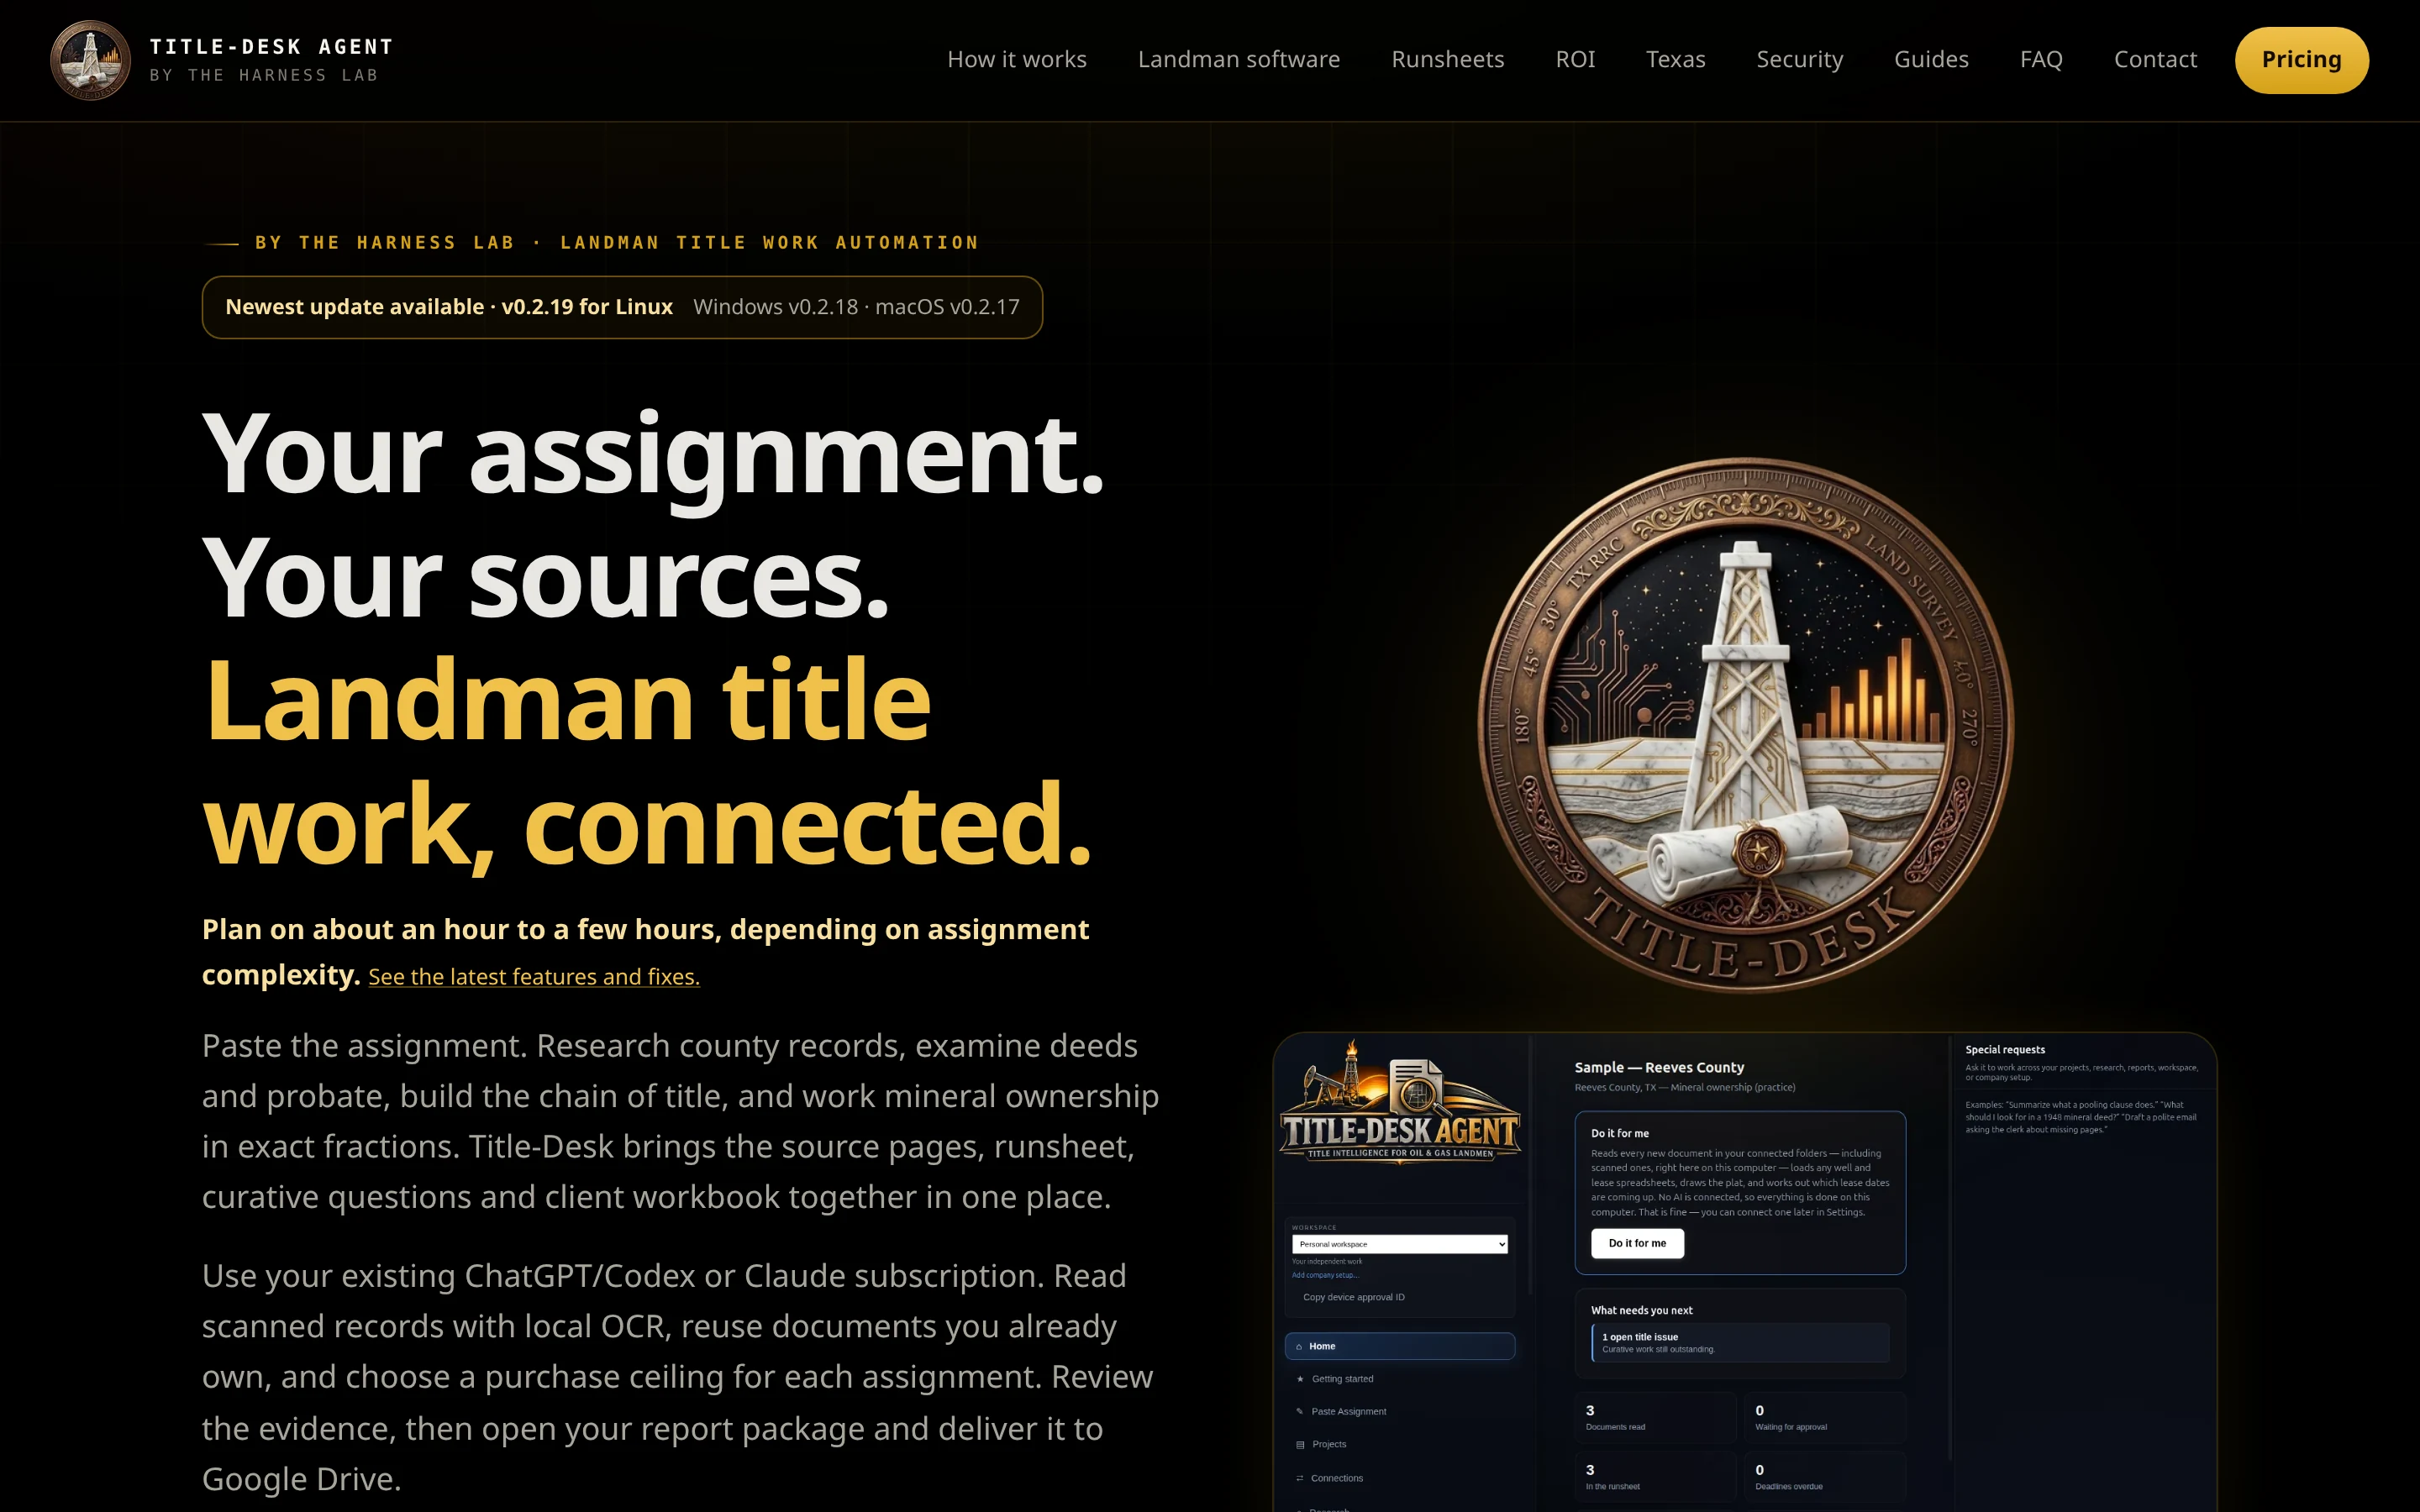 TITLE-DESK AGENT
BY THE HARNESS LAB
How it works
Landman software
Runsheets
ROI
Texas
Security
Guides
FAQ
Contact
Pricing
BY THE HARNESS LAB · LANDMAN TITLE WORK AUTOMATION
Newest update available · v0.2.19 for Linux Windows v0.2.18 · macOS v0.2.17
Your assignment.
Your sources.
Landman title
work, connected.
Plan on about an hour to a few hours, depending on assignment
complexity. See the latest features and fixes.
Paste the assignment. Research county records, examine deeds
and probate, build the chain of title, and work mineral ownership
in exact fractions. Title-Desk brings the source pages, runsheet,
curative questions and client workbook together in one place.
Use your existing ChatGPT/Codex or Claude subscription. Read
scanned records with local OCR, reuse documents you already
own, and choose a purchase ceiling for each assignment. Review
the evidence, then open your report package and deliver it to
Google Drive.
TX RRC
LAND SURVEY
30°
45°
180°
40°
270°
TITLE-DESK
TITLE-DESK AGENT
TITLE INTELLIGENCE FOR OIL & GAS LANDMEN
WORKSPACE
Personal workspace
Your independent work
Add company setup...
Copy device approval ID
Home
Getting started
Paste Assignment
Projects
Connections
Sample — Reeves County
Reeves County, TX — Mineral ownership (practice)
Do it for me
Reads every new document in your connected folders — including
scanned ones, right here on this computer — loads any well and
lease spreadsheets, draws the plat, and works out which lease dates
are coming up. No AI is connected, so everything is done on this
computer. That is fine — you can connect one later in Settings.
Do it for me
What needs you next
1 open title issue
Curative work still outstanding.
3
Documents read
0
Waiting for approval
3
In the runsheet
0
Deadlines overdue
Special requests
Ask it to work across your projects, research, reports, workspace,
or company setup.
Examples: "Summarize what a pooling clause does." "What
should I look for in a 1948 mineral deed?" "Draft a polite email
asking the clerk about missing pages."